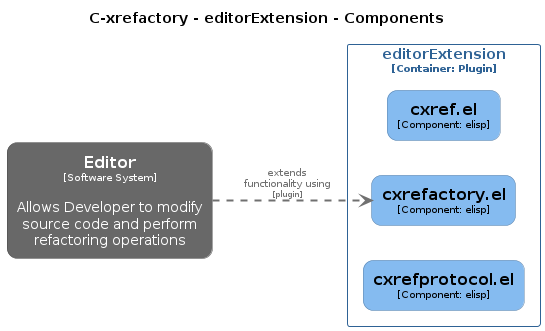 C-xrefactory - editorExtension - Components
editorExtension
[Container: Plugin]
cxref.el
[Component: elisp]
Editor
[Software System]
Allows Developer to modify
source code and perform
refactoring operations
extends
functionality using
[plugin]
cxrefactory.el
[Component: elisp]
cxrefprotocol.el
[Component: elisp]